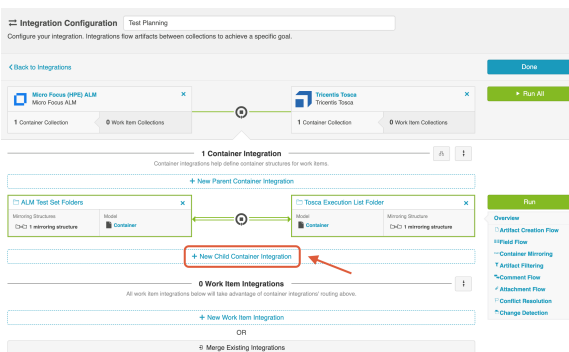 Integration Configuration Test Planning
Configure your integration. Integrations flow artifacts between collections to achieve a specific goal.
Back to Integrations
Done
Micro Focus (HPE) ALM
Micro Focus ALM
Tricentis Tosca
Tricentis Tosca
Run All
1 Container Collection 0 Work Item Collections
1 Container Collection 0 Work Item Collections
1 Container Integration
Container integrations help define container structures for work items.
+ New Parent Container Integration
ALM Test Set Folders
Tosca Execution List Folder
Run
Mirroring Structures Model
Model Mirroring Structure
1 mirroring structure Container
Container 1 mirroring structure
Overview
Artifact Creation Flow
Field Flow
Container Mirroring
Artifact Filtering
Comment Flow
Attachment Flow
Conflict Resolution
Change Detection
+ New Child Container Integration
0 Work Item Integrations
All work item integrations below will take advantage of container integrations' routing above.
+ New Work Item Integration
OR
Merge Existing Integrations